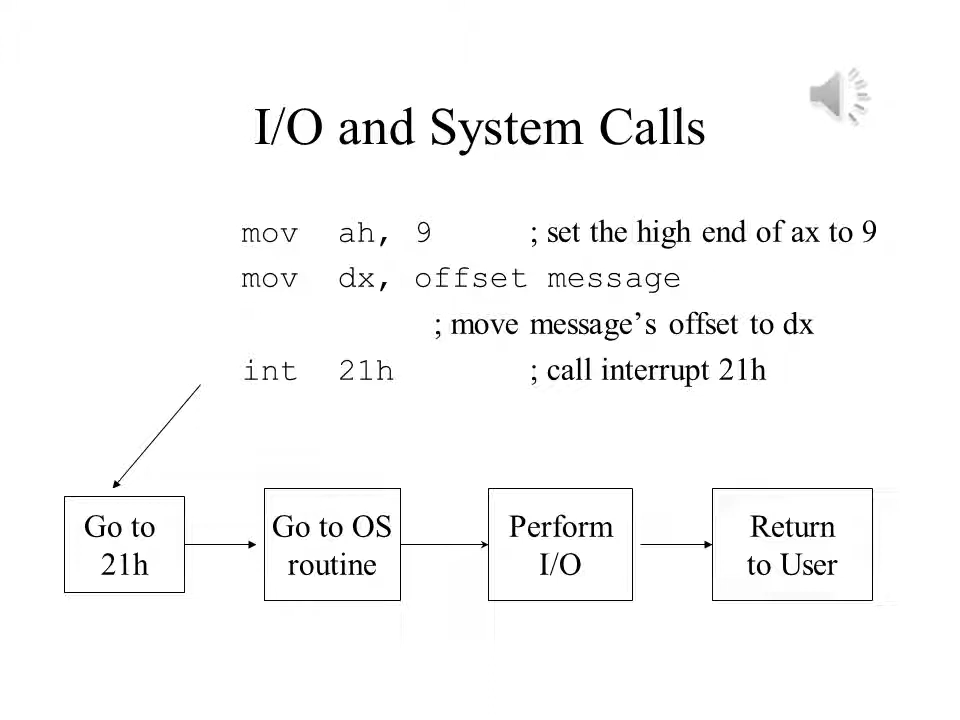 I/O and System Calls
mov ah, 9 ; set the high end of ax to 9
mov dx, offset message
; move message’s offset to dx
int 21h ; call interrupt 21h
Go to
21h
Go to OS
routine
Perform
I/O
Return
to User